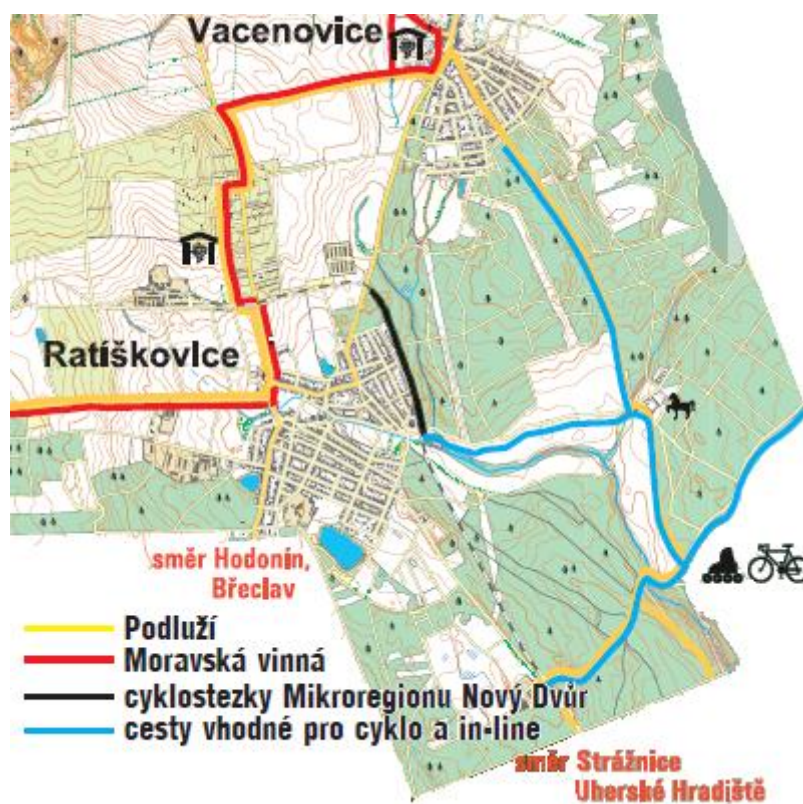 Vacenovice
Ratíškovice
směr Hodonín,
Břeclav
Podluží
Moravská vinná
cyklostezky Mikroregionu Nový Dvůr
cesty vhodné pro cyklo a in-line
směr Strážnice
Uherské Hradiště